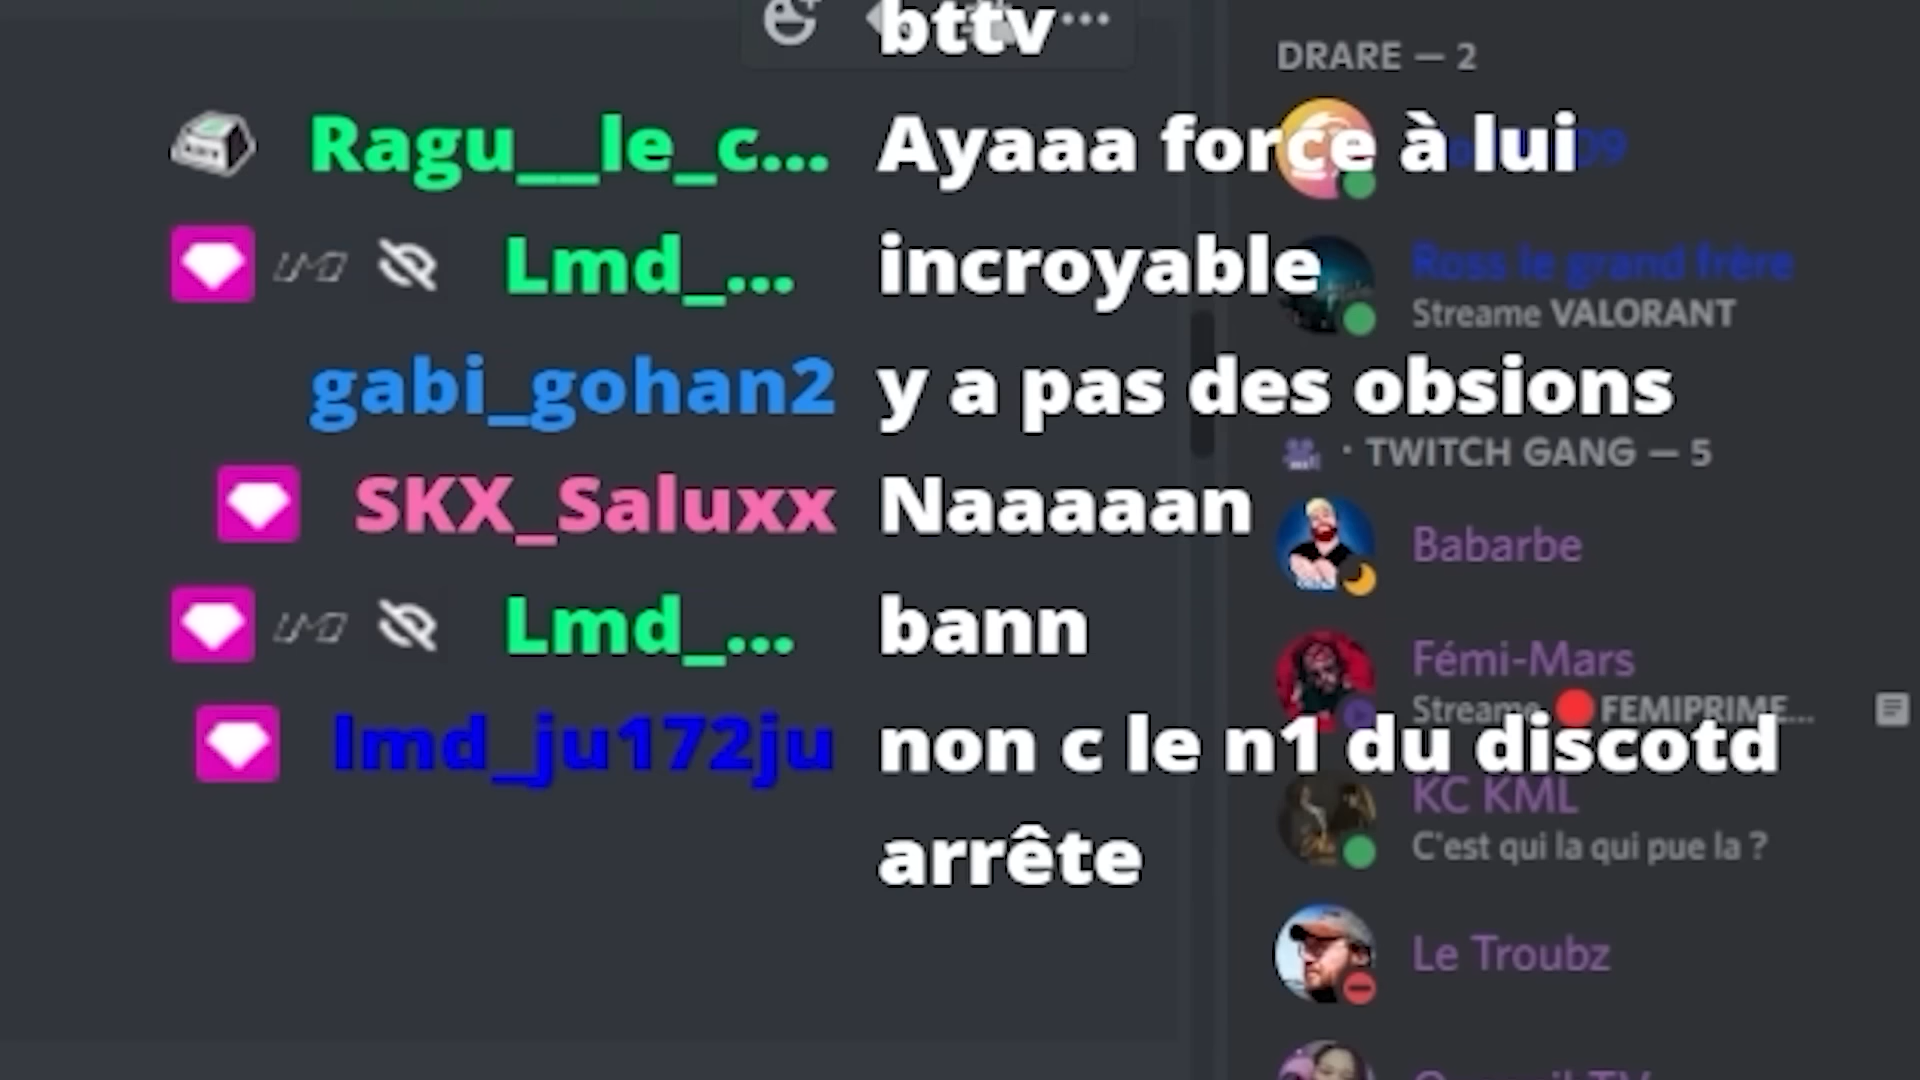 bttv
DRARE — 2
Ragu__le_c... Ayaaa force à lui
09
Lmd_... incroyable
Ross le grand frère
Streame VALORANT
gabi_gohan2 y a pas des obsions
· TWITCH GANG — 5
SKX_Saluxx Naaaaan
Babarbe
Lmd_... bann
Fémi-Mars
Streame FEMIPRIME...
lmd_ju172ju non c le n1 du discotd
KC KML
C'est qui la qui pue la ?
arrête
Le Troubz